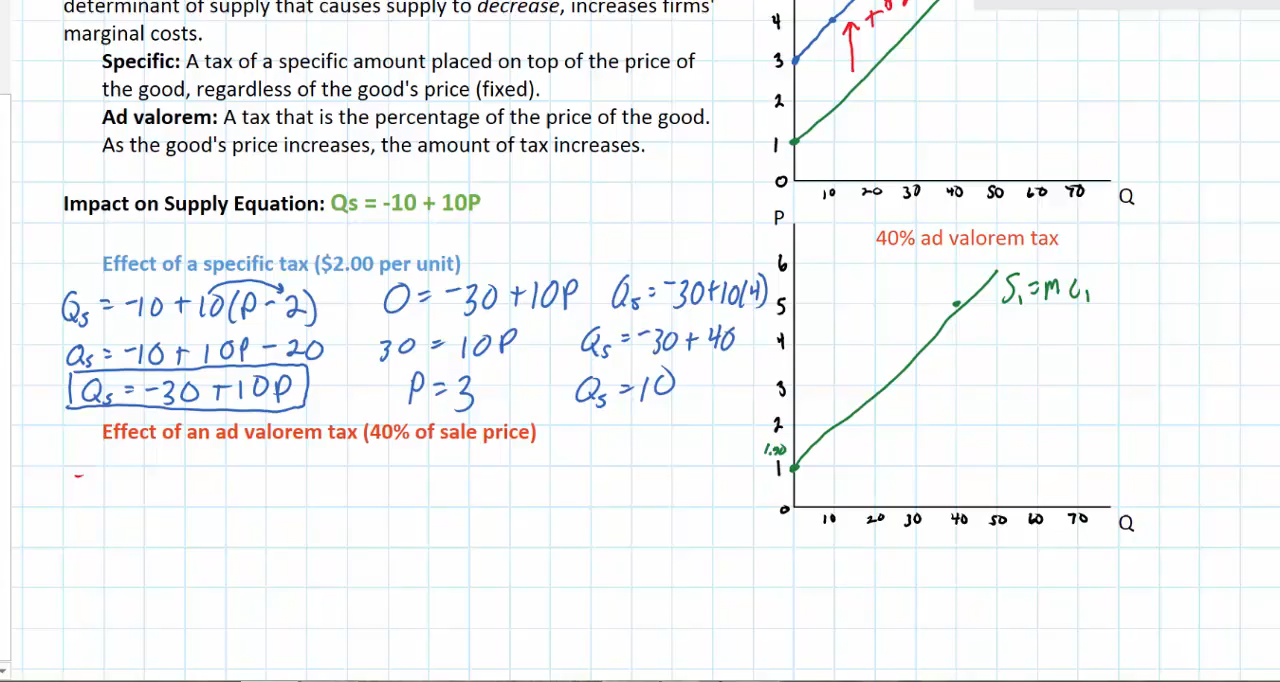 determinant of supply that causes supply to decrease, increases firms'
marginal costs.
Specific: A tax of a specific amount placed on top of the price of
the good, regardless of the good's price (fixed).
Ad valorem: A tax that is the percentage of the price of the good.
As the good's price increases, the amount of tax increases.
Impact on Supply Equation: Qs = -10 + 10P
Effect of a specific tax ($2.00 per unit)
Qs = -10 + 10(P - 2)
Qs = -10 + 10P - 20
Qs = -30 + 10P
0 = -30 + 10P
30 = 10P
P = 3
Qs = -30 + 10(4)
Qs = -30 + 40
Qs = 10
Effect of an ad valorem tax (40% of sale price)
4
3
2
1
0
10 20 30 40 50 60 70 Q
P
40% ad valorem tax
6
S₁ = MC₁
5
4
3
2
1
0
10 20 30 40 50 60 70 Q